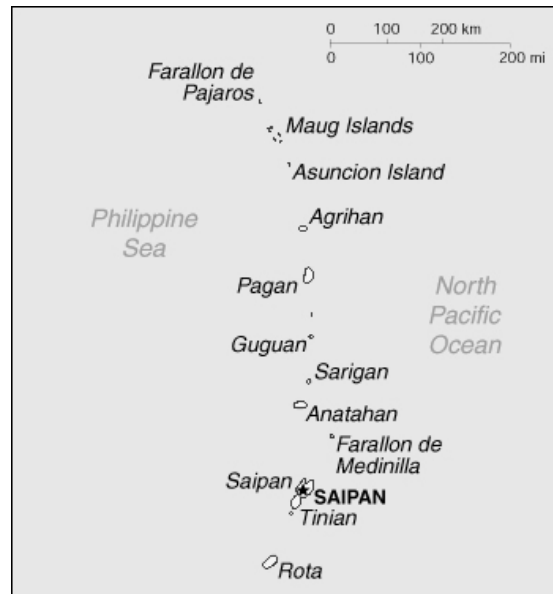 0 100 200 km
0 100 200 mi
Farallon de
Pajaros
Maug Islands
Asuncion Island
Agrihan
Philippine
Sea
Pagan
North
Pacific
Ocean
Guguan
Sarigan
Anatahan
Farallon de
Medinilla
Saipan
SAIPAN
Tinian
Rota